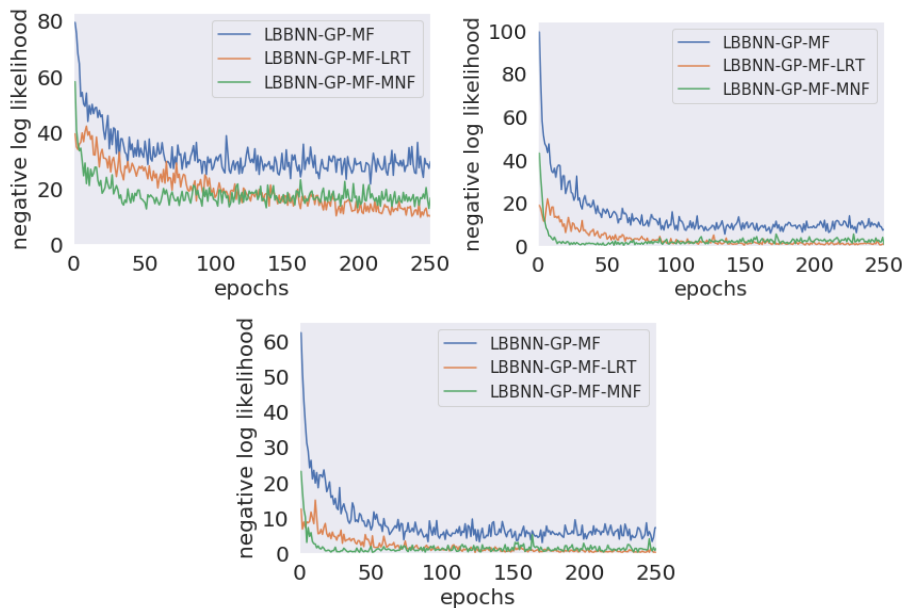 negative log likelihood
80
60
40
20
0
LBBNN-GP-MF
LBBNN-GP-MF-LRT
LBBNN-GP-MF-MNF
0 50 100 150 200 250
epochs
negative log likelihood
100
80
60
40
20
0
LBBNN-GP-MF
LBBNN-GP-MF-LRT
LBBNN-GP-MF-MNF
0 50 100 150 200 250
epochs
negative log likelihood
60
50
40
30
20
10
0
LBBNN-GP-MF
LBBNN-GP-MF-LRT
LBBNN-GP-MF-MNF
0 50 100 150 200 250
epochs